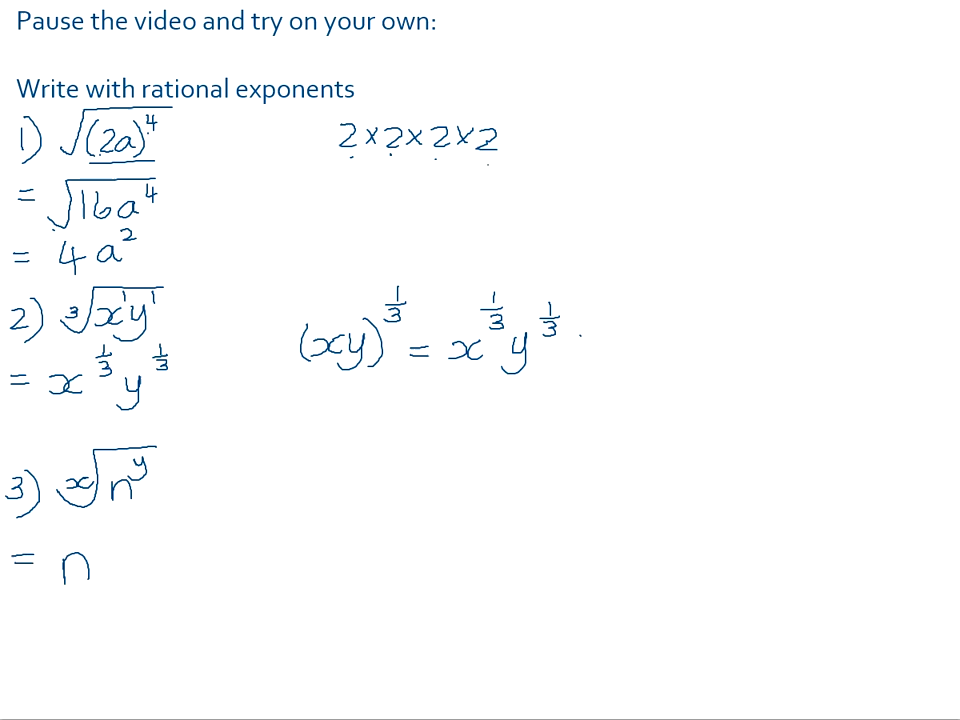 Pause the video and try on your own:
Write with rational exponents
1) √(2a)⁴ 2×2×2×2
= √16a⁴
= 4a²
2) ³√x¹y¹ (xy)^(1/3) = x^(1/3) y^(1/3)
= x^(1/3) y^(1/3)
3) ˣ√n^y
= n